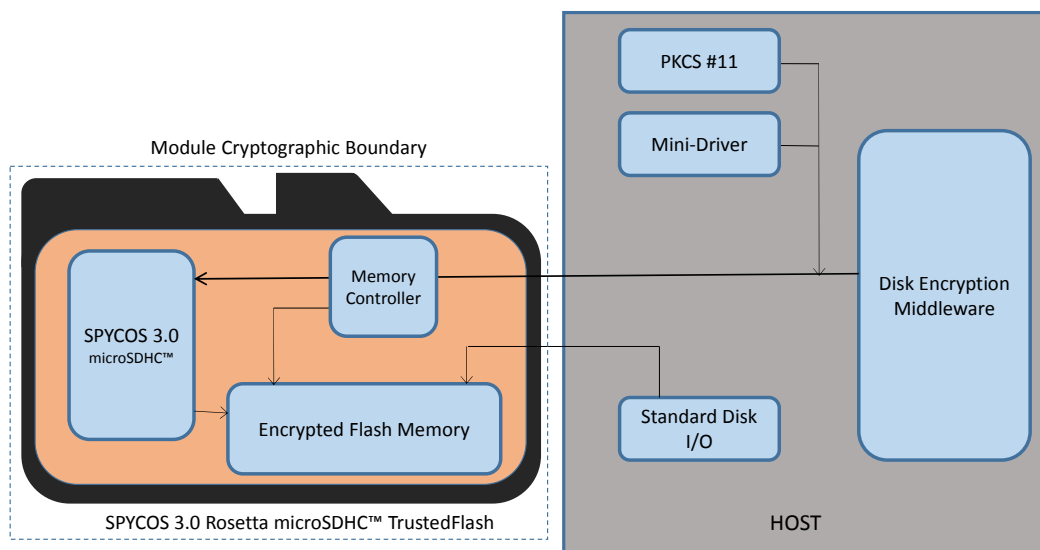 PKCS #11
Mini-Driver
Module Cryptographic Boundary
Memory
Controller
Disk Encryption
Middleware
SPYCOS 3.0
microSDHC™
Encrypted Flash Memory
Standard Disk
I/O
SPYCOS 3.0 Rosetta microSDHC™ TrustedFlash
HOST